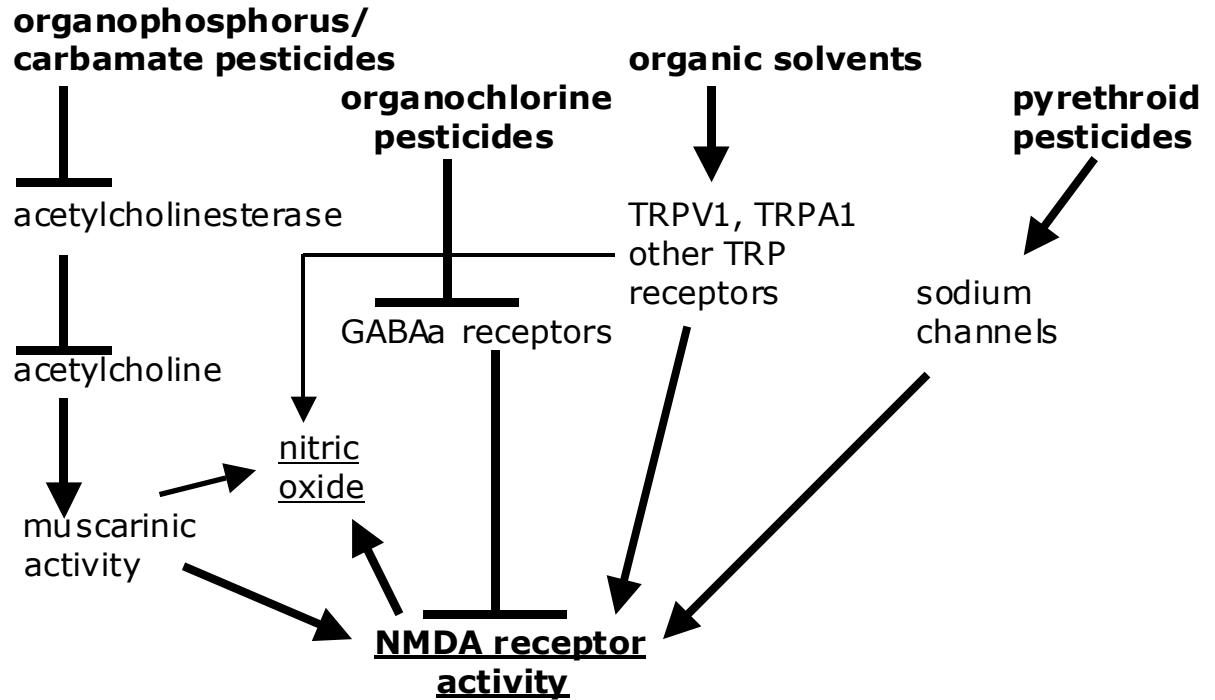 organophosphorus/
carbamate pesticides
organic solvents
organochlorine
pesticides
pyrethroid
pesticides
acetylcholinesterase
TRPV1, TRPA1
other TRP
receptors
sodium
channels
GABAa receptors
acetylcholine
nitric
oxide
muscarinic
activity
NMDA receptor
activity